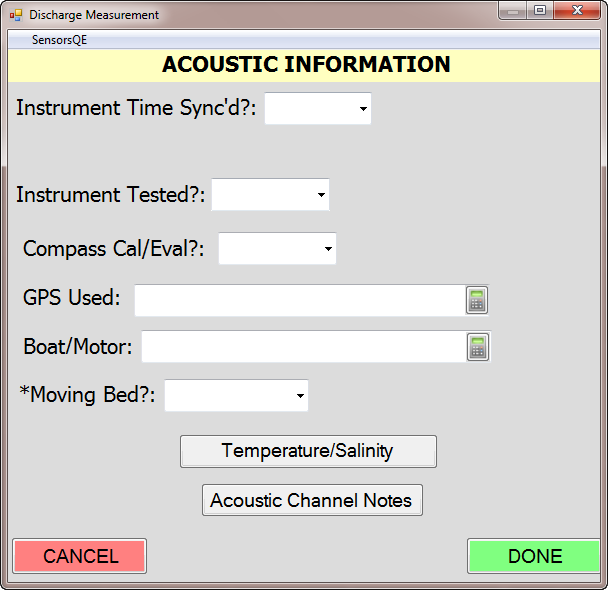 Discharge Measurement
SensorsQE
ACOUSTIC INFORMATION
Instrument Time Sync'd?:
Instrument Tested?:
Compass Cal/Eval?:
GPS Used:
Boat/Motor:
*Moving Bed?:
Temperature/Salinity
Acoustic Channel Notes
CANCEL
DONE